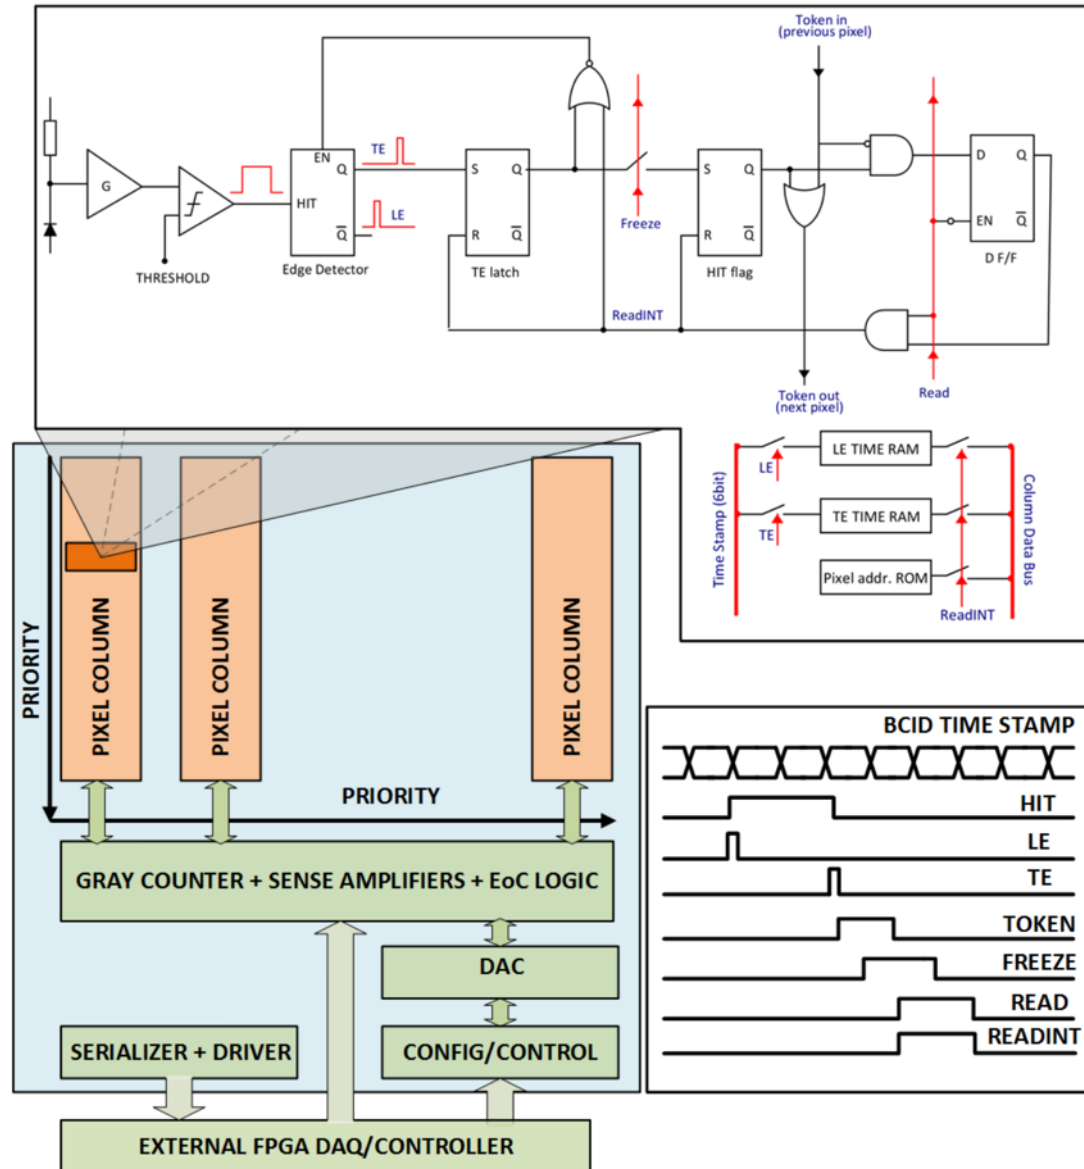 Token in
(previous pixel)
EN
TE
Q
S
Q
S
Q
D
Q
G
HIT
LE
Freeze
EN
Q
Q
R
Q
R
Q
THRESHOLD
Edge Detector
TE latch
HIT flag
D F/F
ReadINT
Token out
(next pixel)
Read
LE TIME RAM
LE
TE TIME RAM
TE
Pixel addr. ROM
ReadINT
Time Stamp (6bit)
Column Data Bus
PRIORITY
PIXEL COLUMN
PIXEL COLUMN
PIXEL COLUMN
PRIORITY
GRAY COUNTER + SENSE AMPLIFIERS + EoC LOGIC
DAC
SERIALIZER + DRIVER
CONFIG/CONTROL
EXTERNAL FPGA DAQ/CONTROLLER
BCID TIME STAMP
HIT
LE
TE
TOKEN
FREEZE
READ
READINT